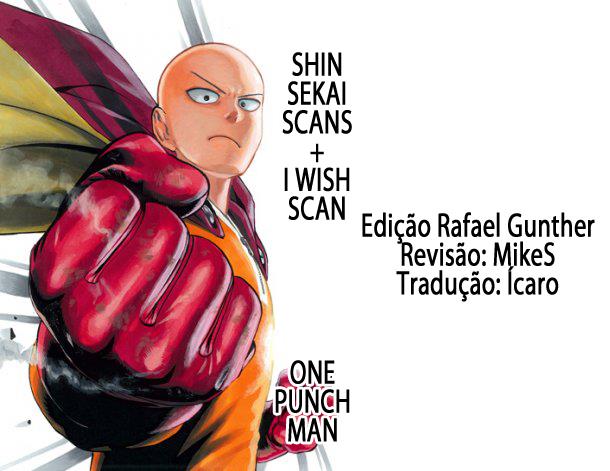 SHIN
SEKAI
SCANS
+
I WISH
SCAN
Edição Rafael Gunther
Revisão: MikeS
Tradução: Ícaro
ONE
PUNCH
MAN